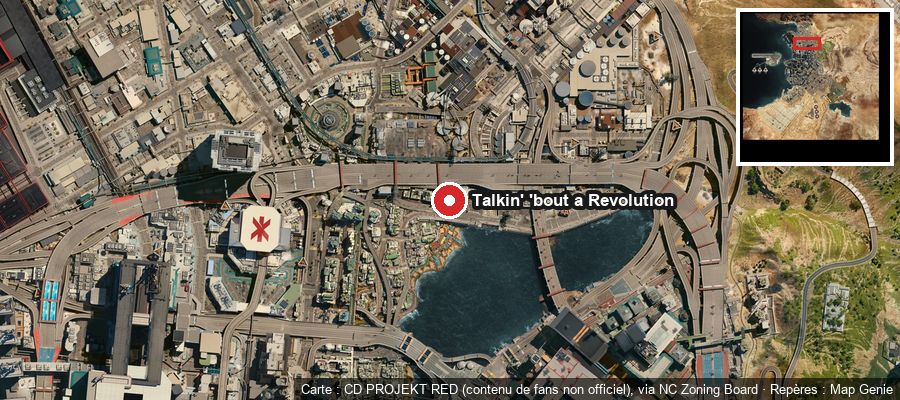 Talkin' 'bout a Revolution
Carte : CD PROJEKT RED (contenu de fans non officiel), via NC Zoning Board · Repères : Map Genie